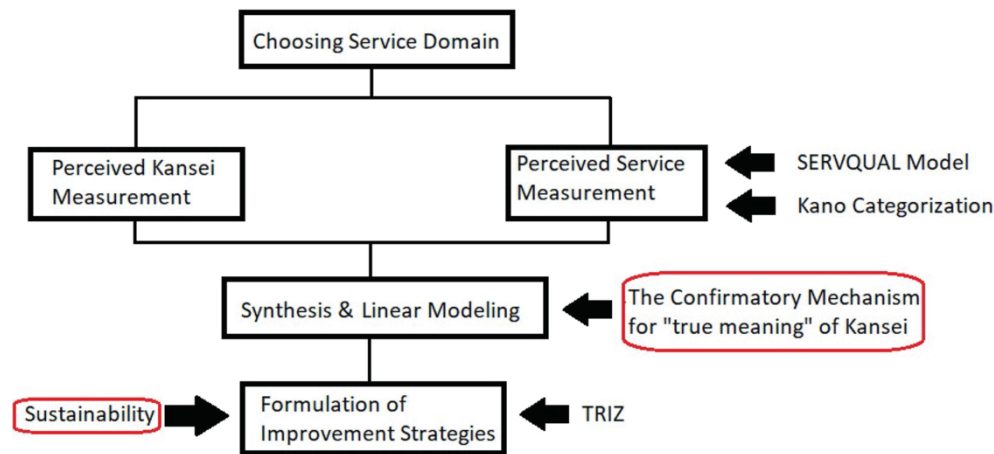 Choosing Service Domain
Perceived Kansei
Measurement
Perceived Service
Measurement
SERVQUAL Model
Kano Categorization
Synthesis & Linear Modeling
The Confirmatory Mechanism
for "true meaning" of Kansei
Sustainability
Formulation of
Improvement Strategies
TRIZ